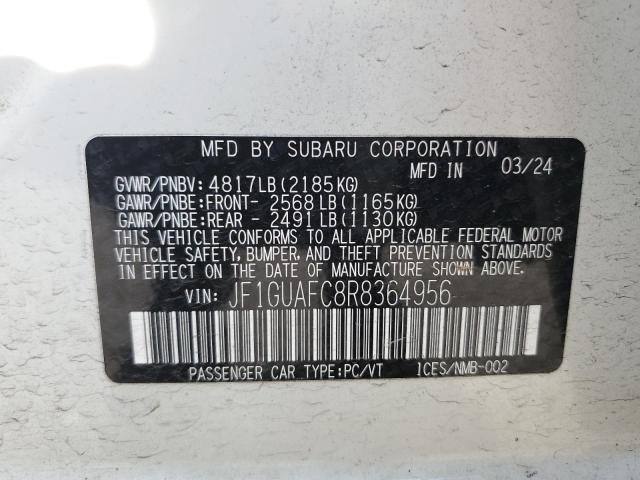 MFD BY SUBARU CORPORATION
MFD IN 03/24
GVWR/PNBV: 4817LB(2185KG)
GAWR/PNBE:FRONT- 2568LB(1165KG)
GAWR/PNBE:REAR - 2491LB(1130KG)
THIS VEHICLE CONFORMS TO ALL APPLICABLE FEDERAL MOTOR
VEHICLE SAFETY, BUMPER, AND THEFT PREVENTION STANDARDS
IN EFFECT ON THE DATE OF MANUFACTURE SHOWN ABOVE.
VIN: JF1GUAFC8R8364956
PASSENGER CAR TYPE:PC/VT ICES/NMB-002